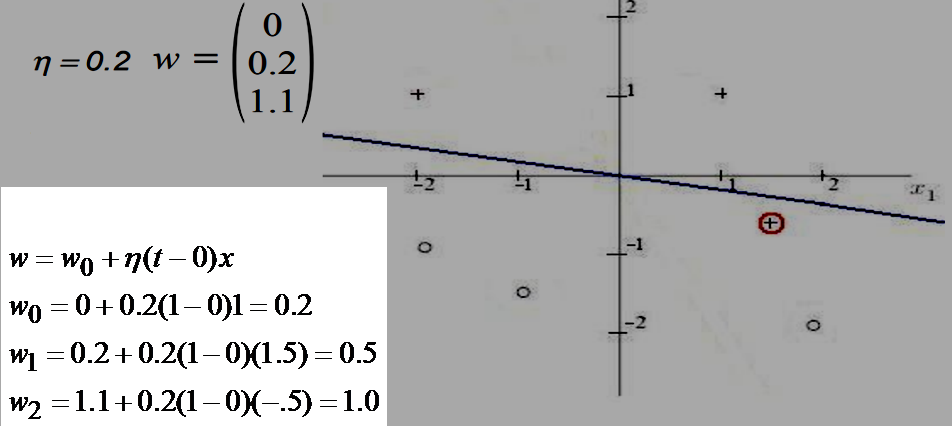 η = 0.2 w = (0 0.2 1.1)
2
1
-2 -1 1 2 x₁
-1
-2
w = w₀ + η(t − 0)x
w₀ = 0 + 0.2(1 − 0)1 = 0.2
w₁ = 0.2 + 0.2(1 − 0)(1.5) = 0.5
w₂ = 1.1 + 0.2(1 − 0)(−.5) = 1.0